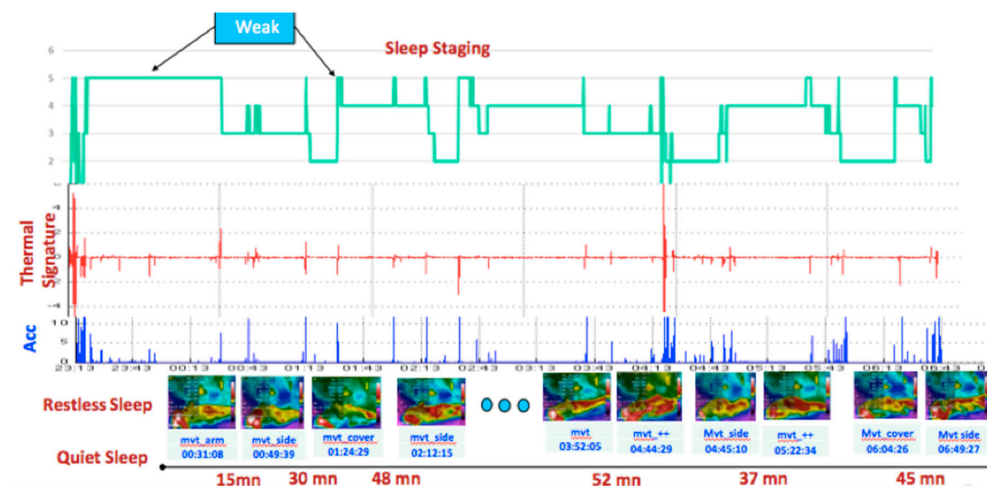 Weak
Sleep Staging
6
5
4
3
2
Thermal
Signature
4
2
0
-2
-4
Acc
10
5
0
23:13 23:43 00:13 00:43 01:13 01:43 02:13 02:43 03:13 03:43 04:13 04:43 05:13 05:43 06:13 06:43
Restless Sleep
mvt_arm
00:31:08
mvt_side
00:49:39
mvt_cover
01:24:29
mvt_side
02:12:15
mvt
03:52:05
mvt_++
04:44:29
Mvt_side
04:45:10
mvt_++
05:22:34
Mvt_cover
06:04:26
Mvt side
06:49:27
Quiet Sleep
15mn 30 mn 48 mn 52 mn 37 mn 45 mn